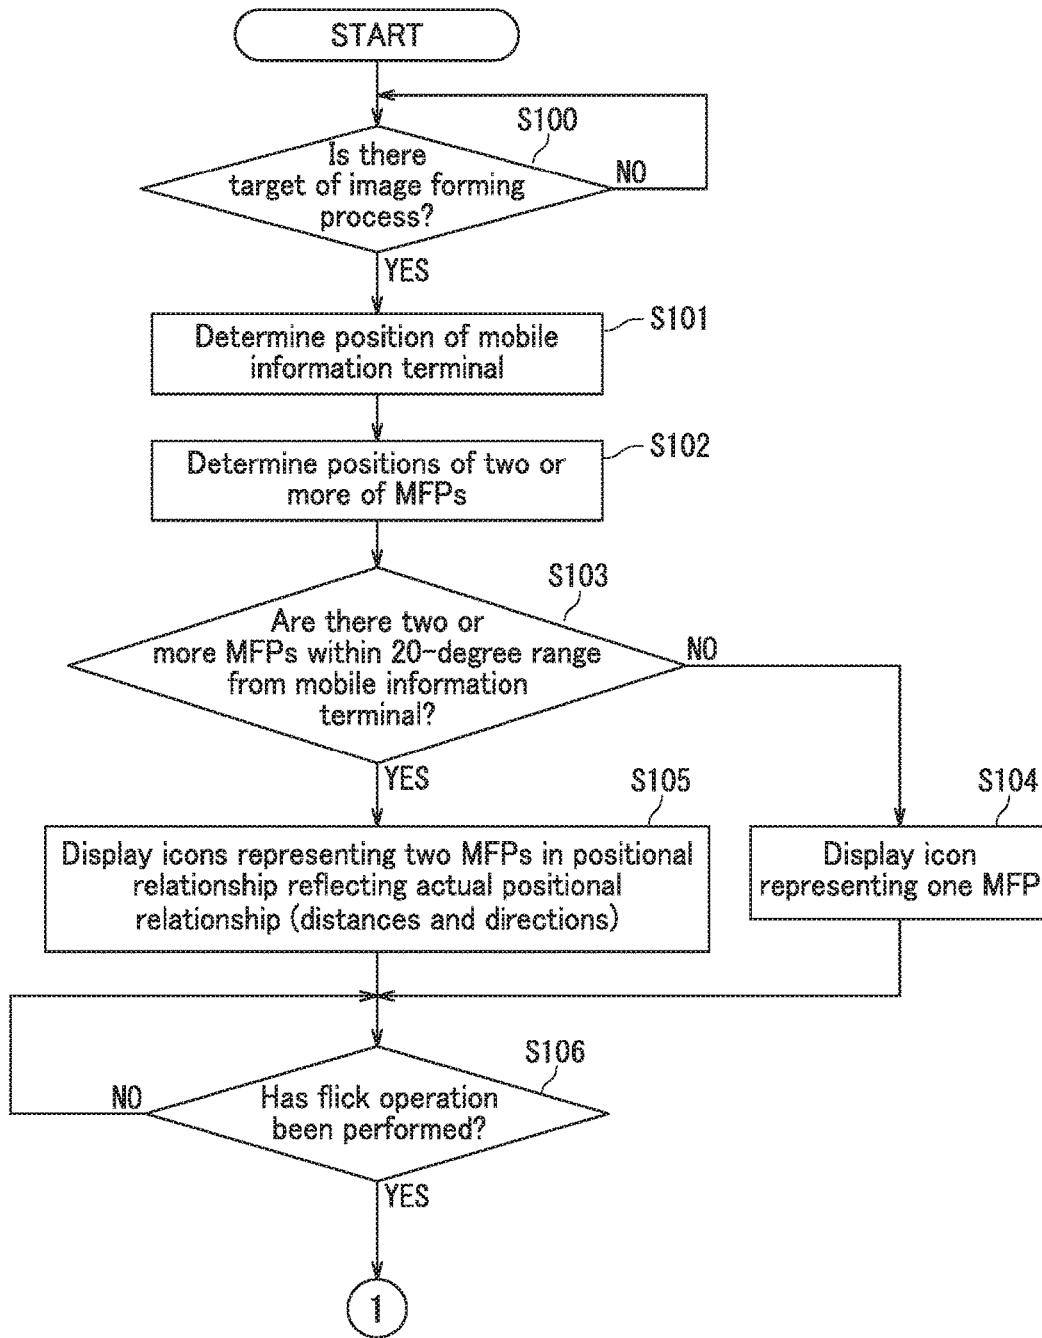 START
S100
Is there
target of image forming
process?
NO
YES
S101
Determine position of mobile
information terminal
S102
Determine positions of two or
more of MFPs
S103
Are there two or
more MFPs within 20-degree range
from mobile information
terminal?
NO
YES
S105
Display icons representing two MFPs in positional
relationship reflecting actual positional
relationship (distances and directions)
S104
Display icon
representing one MFP
S106
Has flick operation
been performed?
NO
YES
1